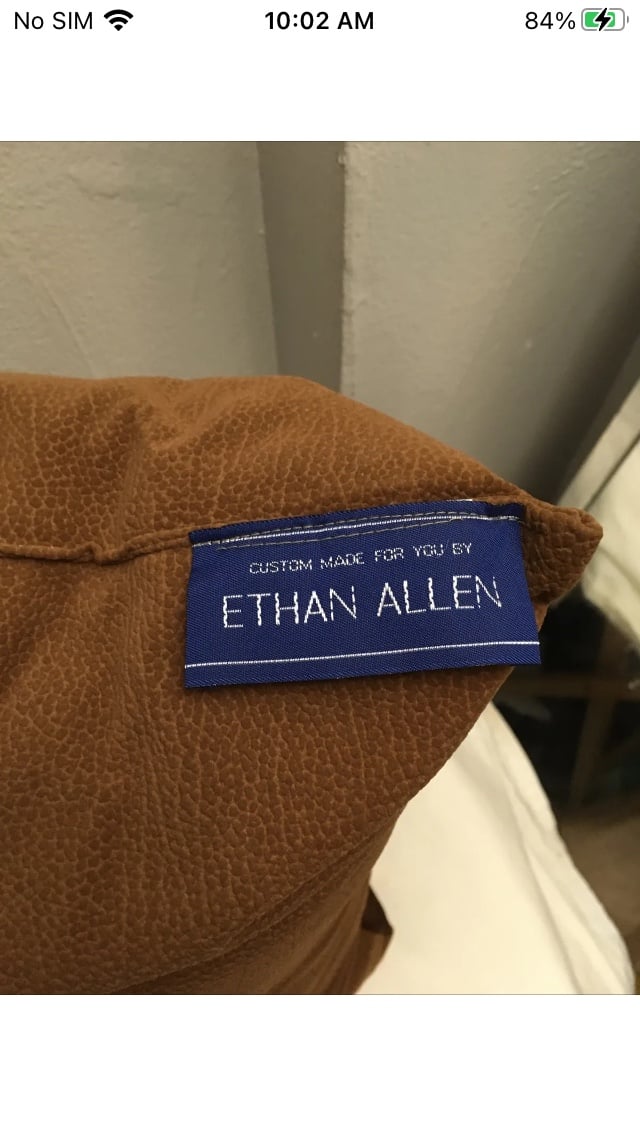 No SIM 10:02 AM 84%
CUSTOM MADE FOR YOU BY
ETHAN ALLEN